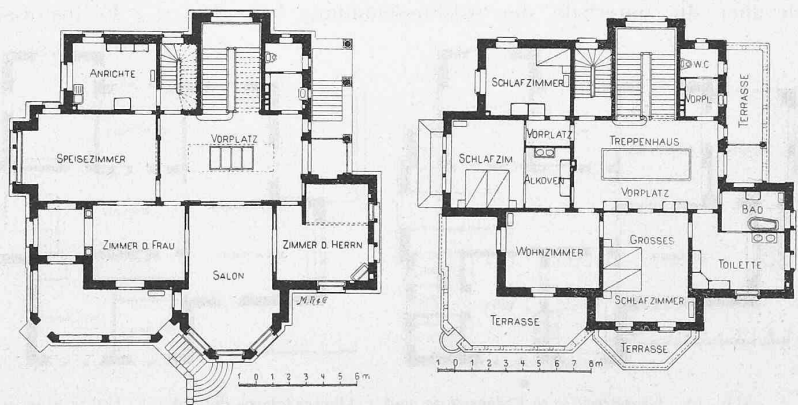 ANRICHTE
VORPLATZ
SPEISEZIMMER
ZIMMER D. FRAU
SALON
ZIMMER D. HERRN
M.R&C
1 0 1 2 3 4 5 6 m
SCHLAFZIMMER
W.C
VORPL.
TERRASSE
VORPLATZ
TREPPENHAUS
SCHLAFZIM.
ALKOVEN
VORPLATZ
BAD
WOHNZIMMER
GROSSES
SCHLAFZIMMER
TOILETTE
TERRASSE
TERRASSE
1 0 1 2 3 4 5 6 7 8m